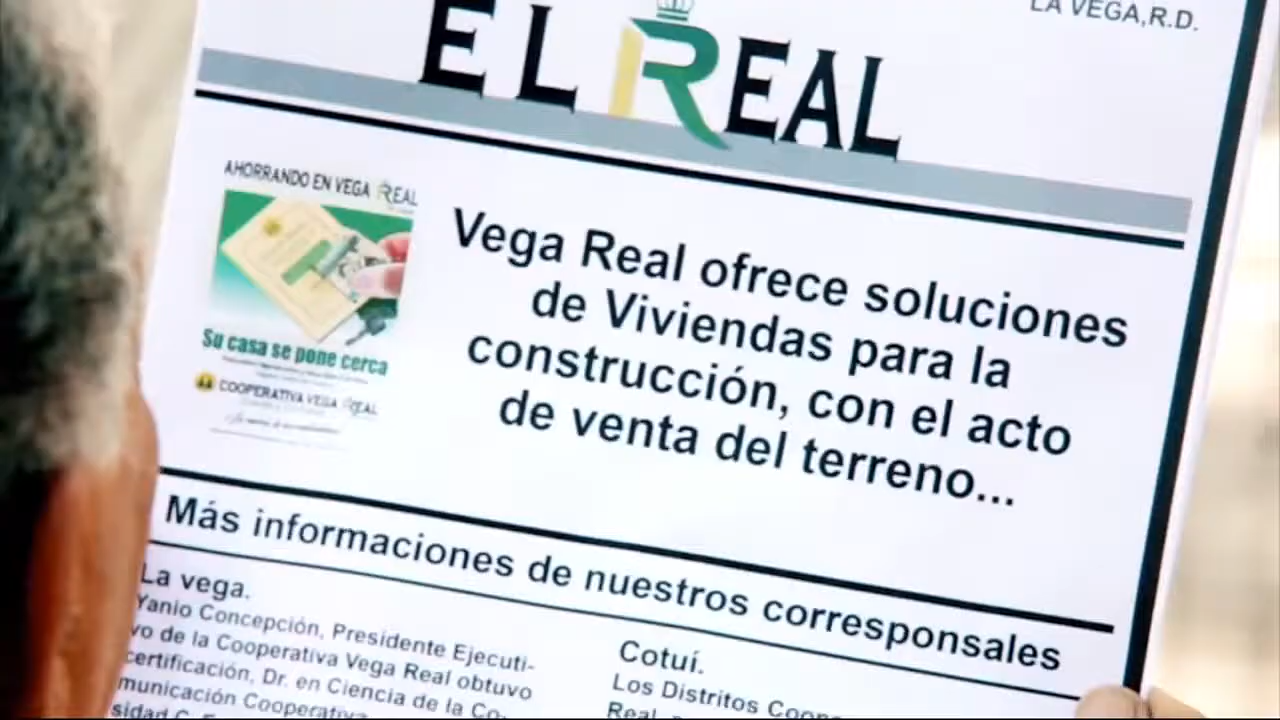 LA VEGA,R.D.
EL REAL
AHORRANDO EN VEGA REAL
Su casa se pone cerca
COOPERATIVA VEGA REAL
Vega Real ofrece soluciones
de Viviendas para la
construcción, con el acto
de venta del terreno...
Más informaciones de nuestros corresponsales
La vega.
Yanio Concepción, Presidente Ejecuti-
vo de la Cooperativa Vega Real obtuvo
certificación, Dr. en Ciencia de la Co-
municación Cooperativa
Cotuí.
Los Distritos Coop
Real,